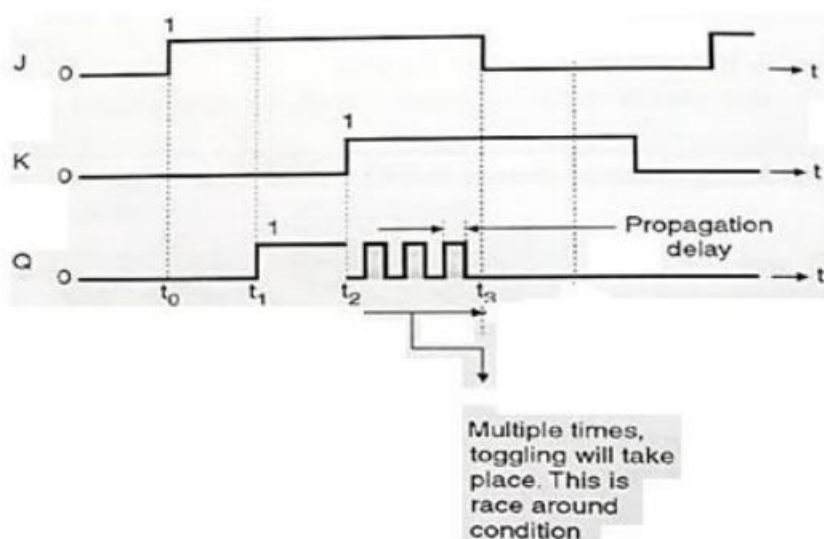 1
J 0 t
1
K 0 t
1
Propagation
delay
Q 0 t
t0 t1 t2 t3
Multiple times,
toggling will take
place. This is
race around
condition